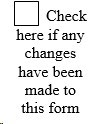 Check
here if any
changes
have been
made to
this form